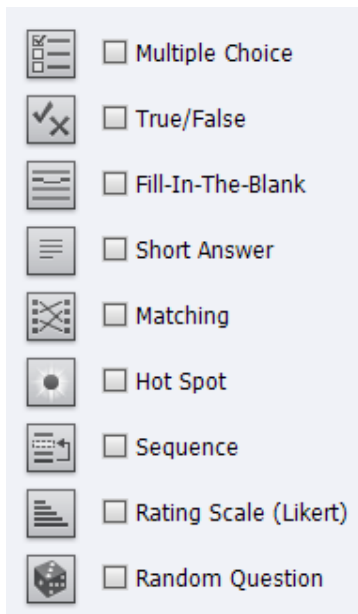 Multiple Choice
True/False
Fill-In-The-Blank
Short Answer
Matching
Hot Spot
Sequence
Rating Scale (Likert)
Random Question